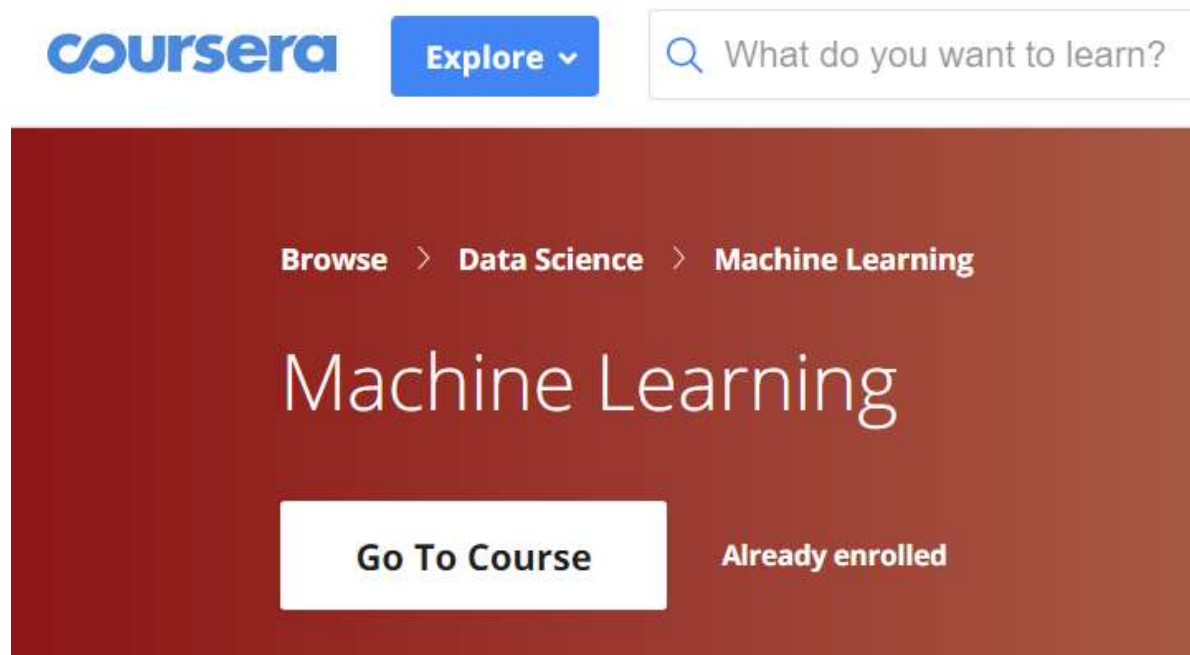 coursera Explore What do you want to learn?
Browse > Data Science > Machine Learning
Machine Learning
Go To Course Already enrolled